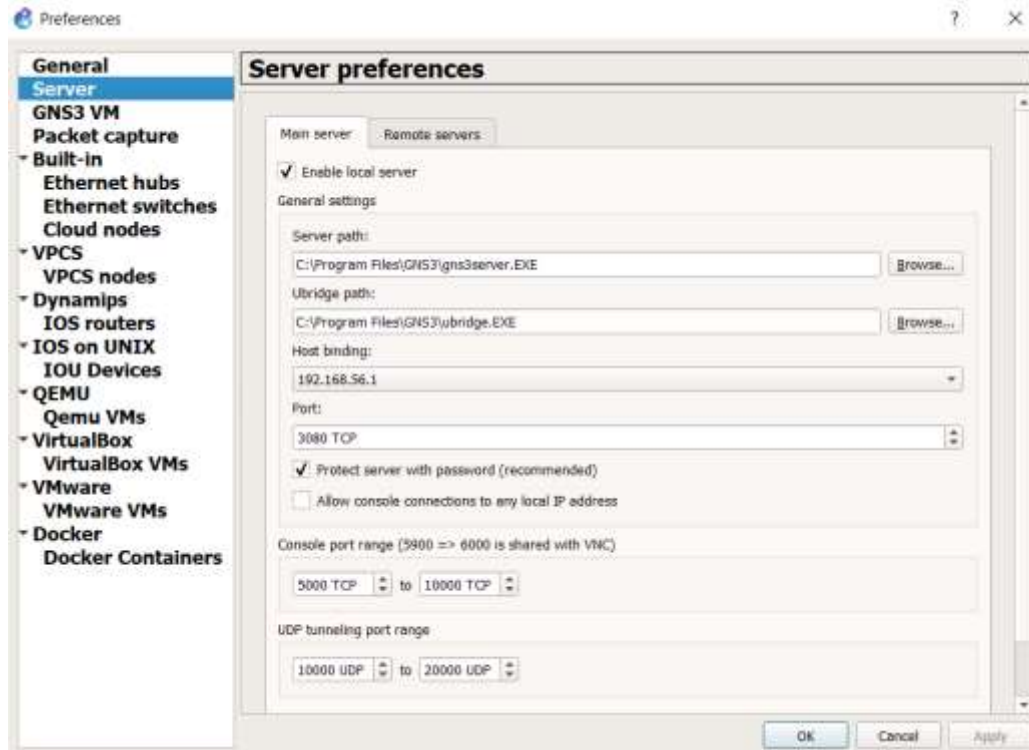 Preferences
? ×
General
Server
GNS3 VM
Packet capture
Built-in
Ethernet hubs
Ethernet switches
Cloud nodes
VPCS
VPCS nodes
Dynamips
IOS routers
IOS on UNIX
IOU Devices
QEMU
Qemu VMs
VirtualBox
VirtualBox VMs
VMware
VMware VMs
Docker
Docker Containers
Server preferences
Main server Remote servers
Enable local server
General settings
Server path:
C:\Program Files\GNS3\gns3server.EXE Browse...
Ubridge path:
C:\Program Files\GNS3\ubridge.EXE Browse...
Host binding:
192.168.56.1
Port:
3080 TCP
Protect server with password (recommended)
Allow console connections to any local IP address
Console port range (5900 => 6000 is shared with VNC)
5000 TCP to 10000 TCP
UDP tunneling port range
10000 UDP to 20000 UDP
OK Cancel Apply